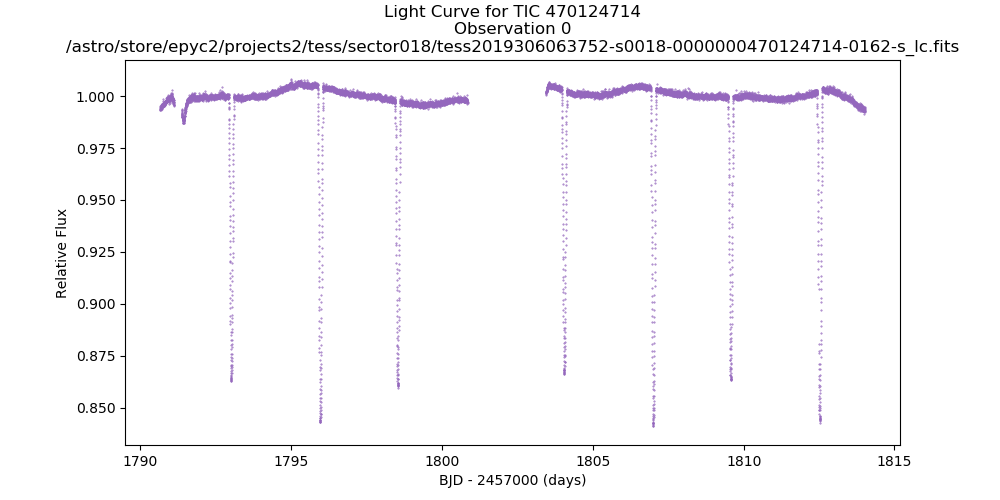 Light Curve for TIC 470124714
Observation 0
/astro/store/epyc2/projects2/tess/sector018/tess2019306063752-s0018-0000000470124714-0162-s_lc.fits
1.000
0.975
0.950
0.925
0.900
0.875
0.850
Relative Flux
1790
1795
1800
1805
1810
1815
BJD - 2457000 (days)